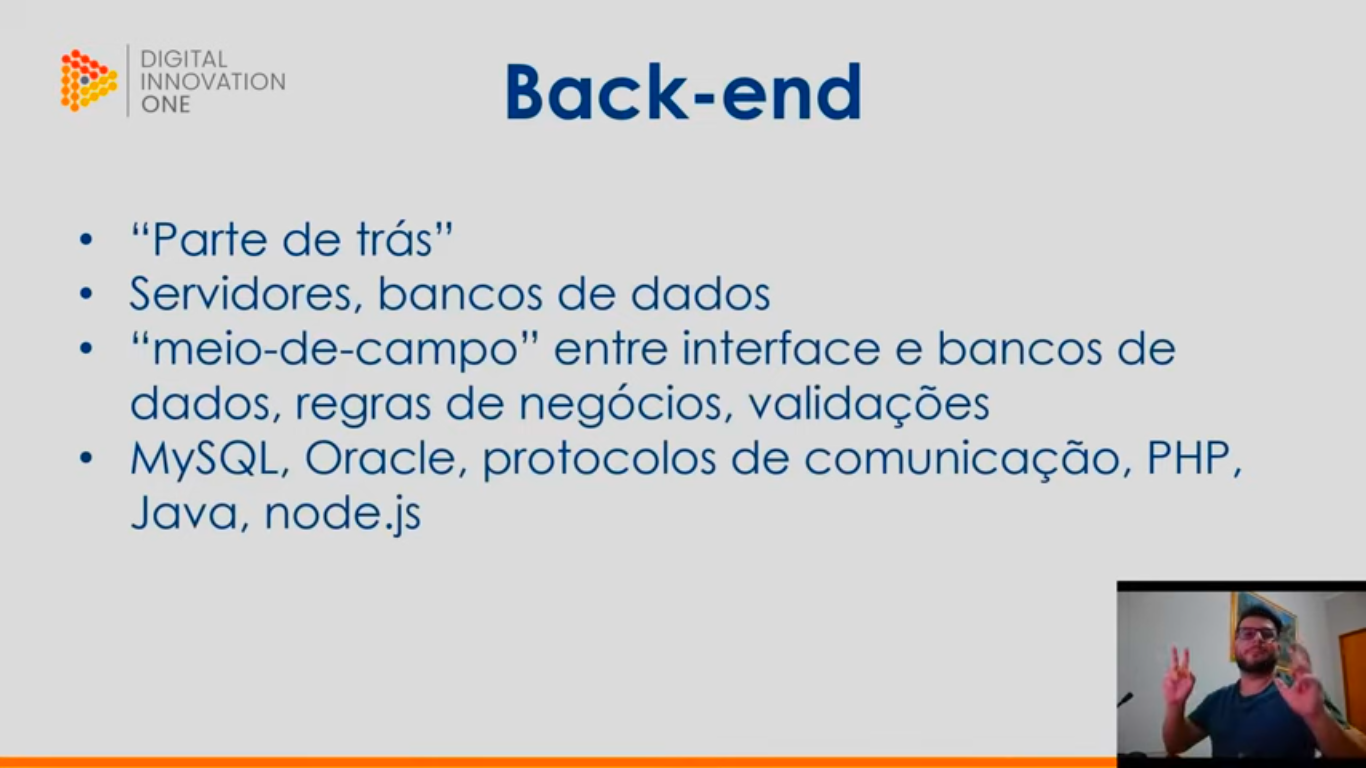 DIGITAL
INNOVATION
ONE
Back-end
• “Parte de trás”
• Servidores, bancos de dados
• “meio-de-campo” entre interface e bancos de
dados, regras de negócios, validações
• MySQL, Oracle, protocolos de comunicação, PHP,
Java, node.js